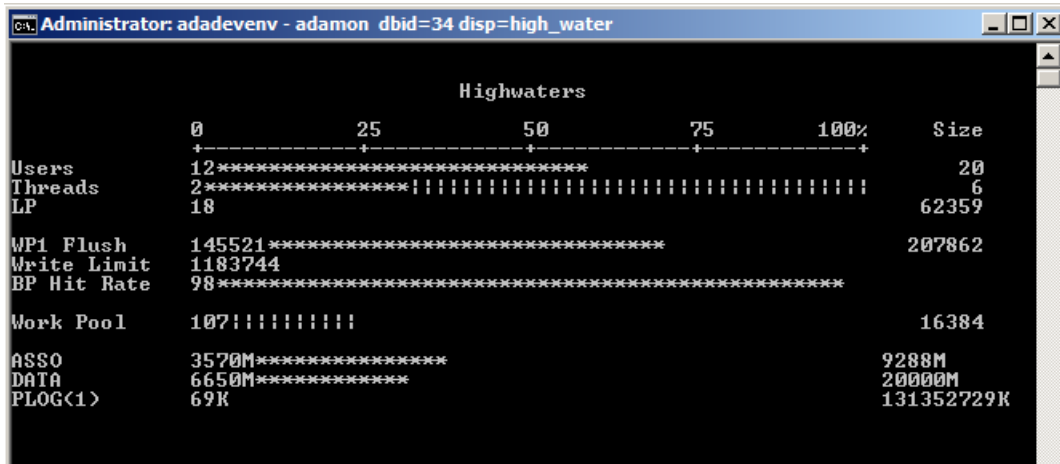 Administrator: adadevenv - adamon dbid=34 disp=high_water
Highwaters
0 25 50 75 100% Size
+------------+------------+------------+------------+
Users 12**************************** 20
Threads 2****************¦¦¦¦¦¦¦¦¦¦¦¦¦¦¦¦¦¦¦¦¦¦¦¦¦¦¦¦¦¦¦¦¦¦¦ 6
LP 18 62359
WP1 Flush 145521****************************** 207862
Write Limit 1183744
BP Hit Rate 98************************************************
Work Pool 107¦¦¦¦¦¦¦¦¦¦ 16384
ASSO 3570M*************** 9288M
DATA 6650M************ 20000M
PLOG(1) 69K 131352729K